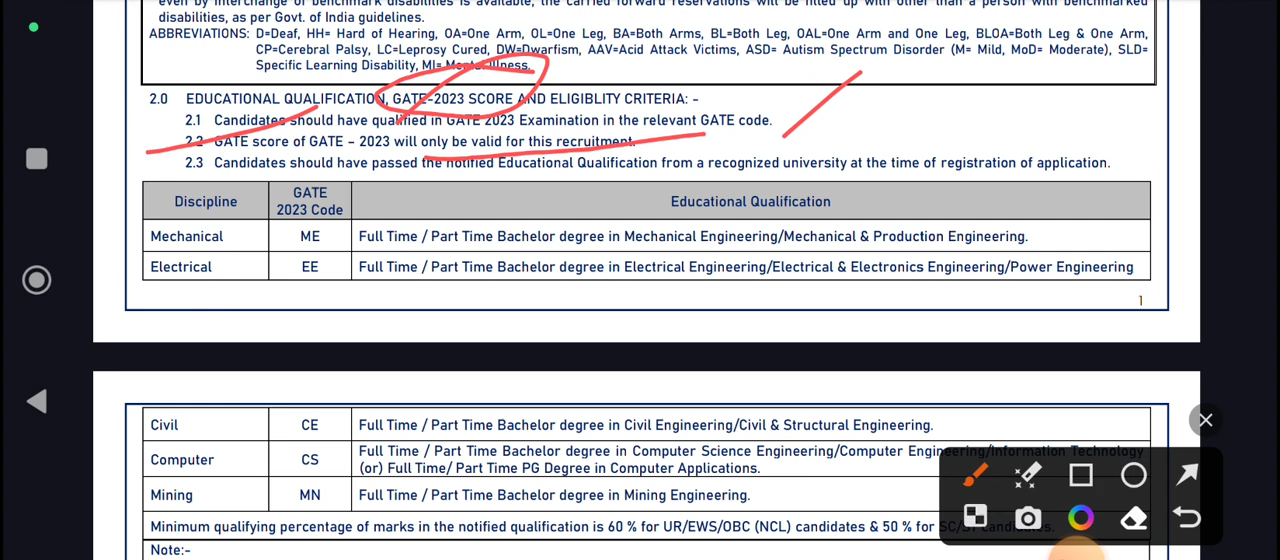 even by interchange of benchmark disabilities is available, the carried forward reservations will be filled up with other than a person with benchmarked
disabilities, as per Govt. of India guidelines.
ABBREVIATIONS: D=Deaf, HH= Hard of Hearing, OA=One Arm, OL=One Leg, BA=Both Arms, BL=Both Leg, OAL=One Arm and One Leg, BLOA=Both Leg & One Arm,
CP=Cerebral Palsy, LC=Leprosy Cured, DW=Dwarfism, AAV=Acid Attack Victims, ASD= Autism Spectrum Disorder (M= Mild, MoD= Moderate), SLD=
Specific Learning Disability, MI= Mental Illness.
2.0 EDUCATIONAL QUALIFICATION, GATE-2023 SCORE AND ELIGIBLITY CRITERIA: -
2.1 Candidates should have qualified in GATE 2023 Examination in the relevant GATE code.
2.2 GATE score of GATE – 2023 will only be valid for this recruitment.
2.3 Candidates should have passed the notified Educational Qualification from a recognized university at the time of registration of application.
Discipline GATE 2023 Code Educational Qualification
Mechanical ME Full Time / Part Time Bachelor degree in Mechanical Engineering/Mechanical & Production Engineering.
Electrical EE Full Time / Part Time Bachelor degree in Electrical Engineering/Electrical & Electronics Engineering/Power Engineering
1
Civil CE Full Time / Part Time Bachelor degree in Civil Engineering/Civil & Structural Engineering.
Computer CS Full Time / Part Time Bachelor degree in Computer Science Engineering/Computer Engineering/Information Technology
(or) Full Time/ Part Time PG Degree in Computer Applications.
Mining MN Full Time / Part Time Bachelor degree in Mining Engineering.
Minimum qualifying percentage of marks in the notified qualification is 60 % for UR/EWS/OBC (NCL) candidates & 50 % for SC/ST candidates.
Note:-